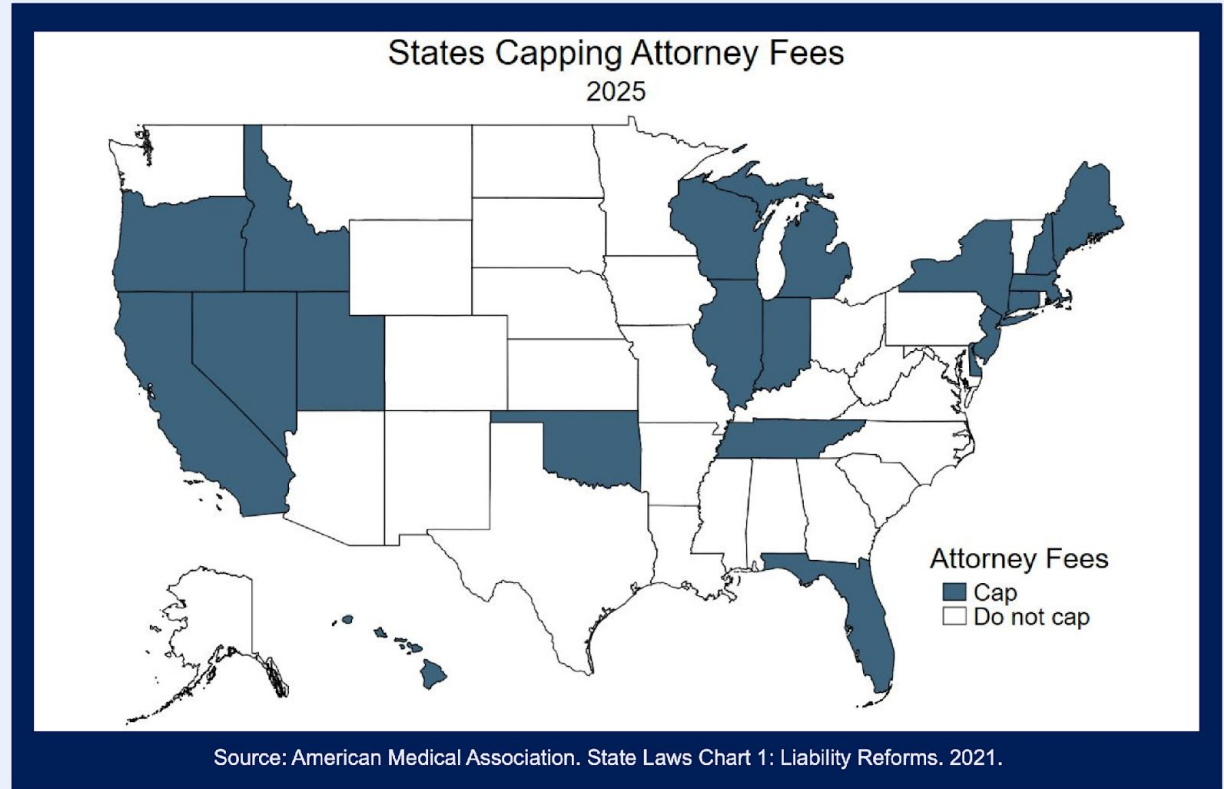 States Capping Attorney Fees
2025
Attorney Fees
Cap
Do not cap
Source: American Medical Association. State Laws Chart 1: Liability Reforms. 2021.